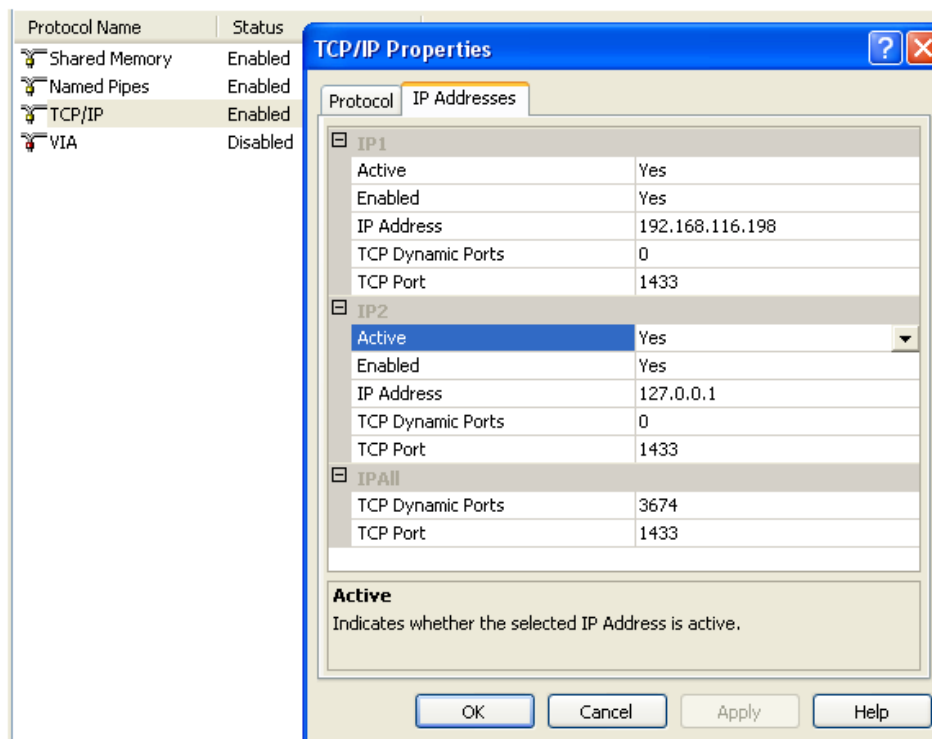 Protocol Name Status
Shared Memory Enabled
Named Pipes Enabled
TCP/IP Enabled
VIA Disabled
TCP/IP Properties
Protocol IP Addresses
IP1
Active Yes
Enabled Yes
IP Address 192.168.116.198
TCP Dynamic Ports 0
TCP Port 1433
IP2
Active Yes
Enabled Yes
IP Address 127.0.0.1
TCP Dynamic Ports 0
TCP Port 1433
IPAll
TCP Dynamic Ports 3674
TCP Port 1433
Active
Indicates whether the selected IP Address is active.
OK Cancel Apply Help